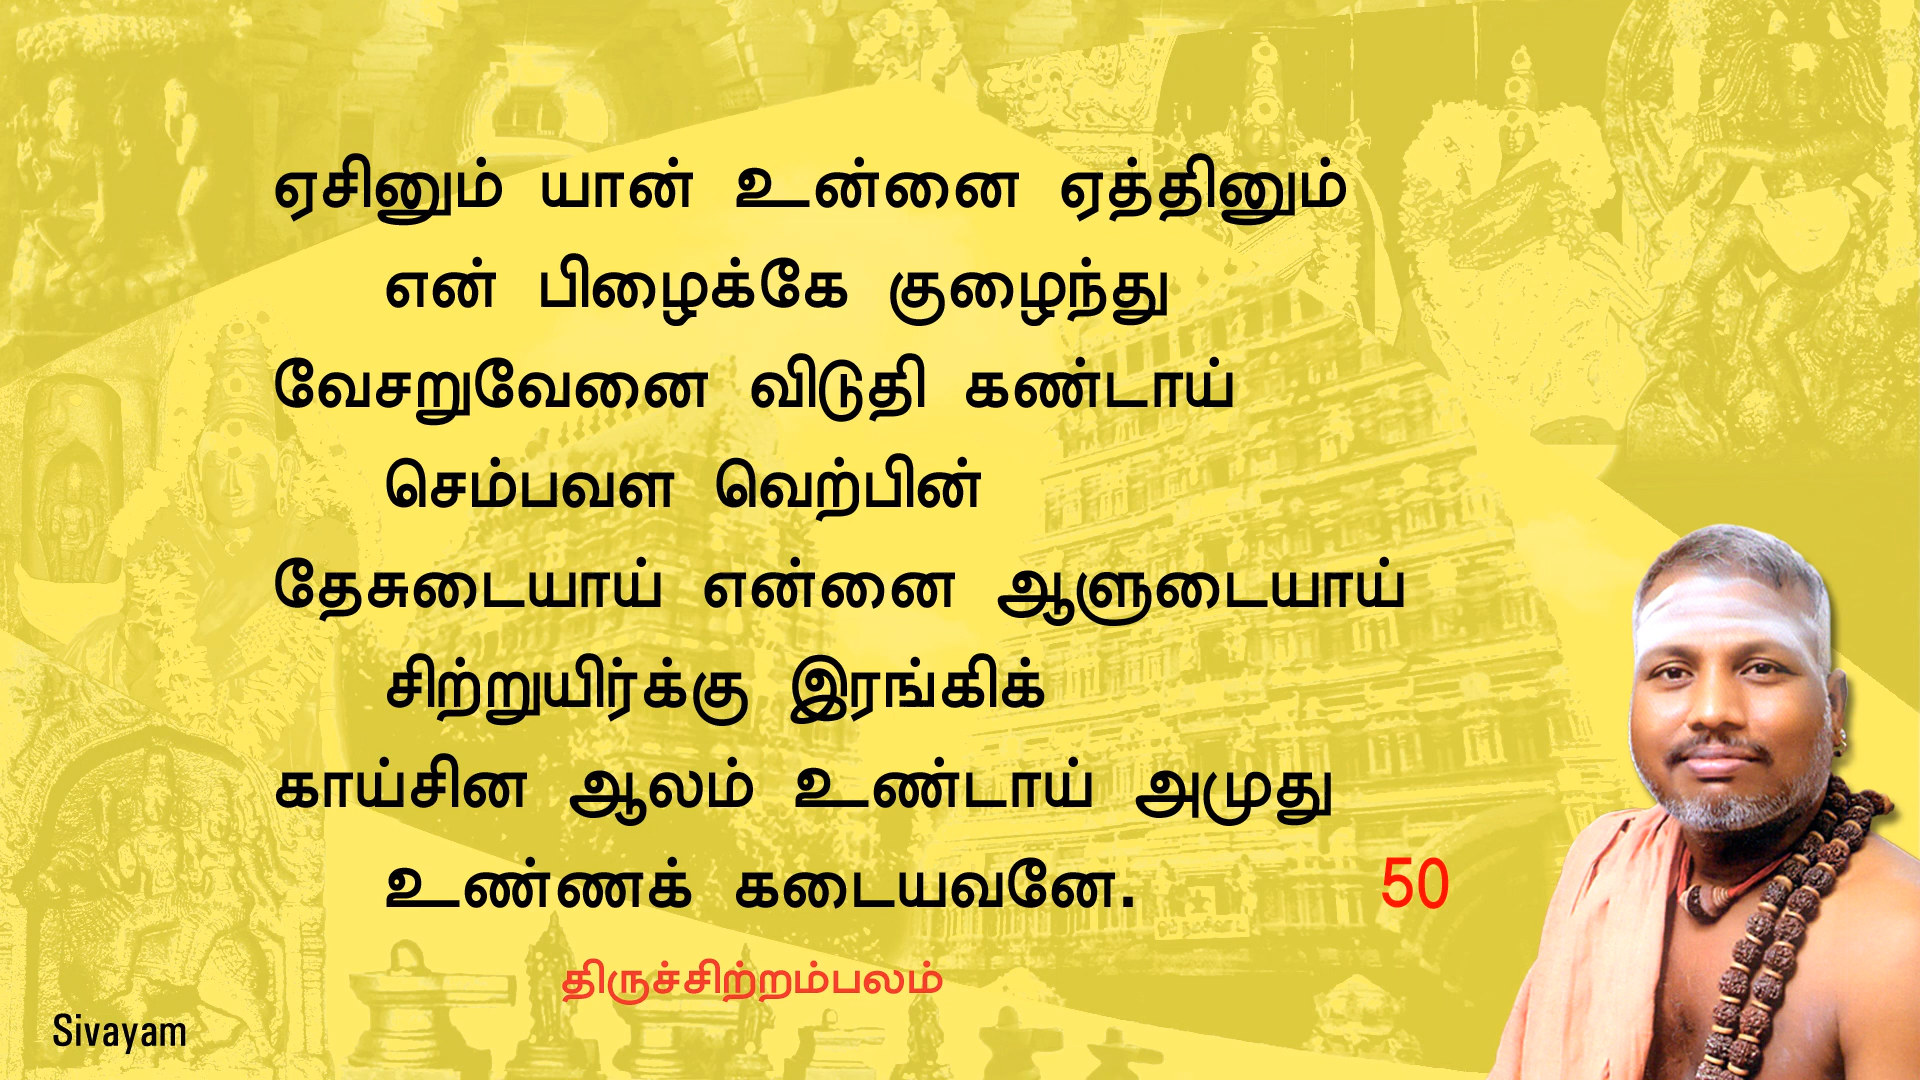 ஏசினும் யான் உன்னை ஏத்தினும்
என் பிழைக்கே குழைந்து
வேசறுவேனை விடுதி கண்டாய்
செம்பவள வெற்பின்
தேசுடையாய் என்னை ஆளுடையாய்
சிற்றுயிர்க்கு இரங்கிக்
காய்சின ஆலம் உண்டாய் அமுது
உண்ணக் கடையவனே. 50
திருச்சிற்றம்பலம்
Sivayam